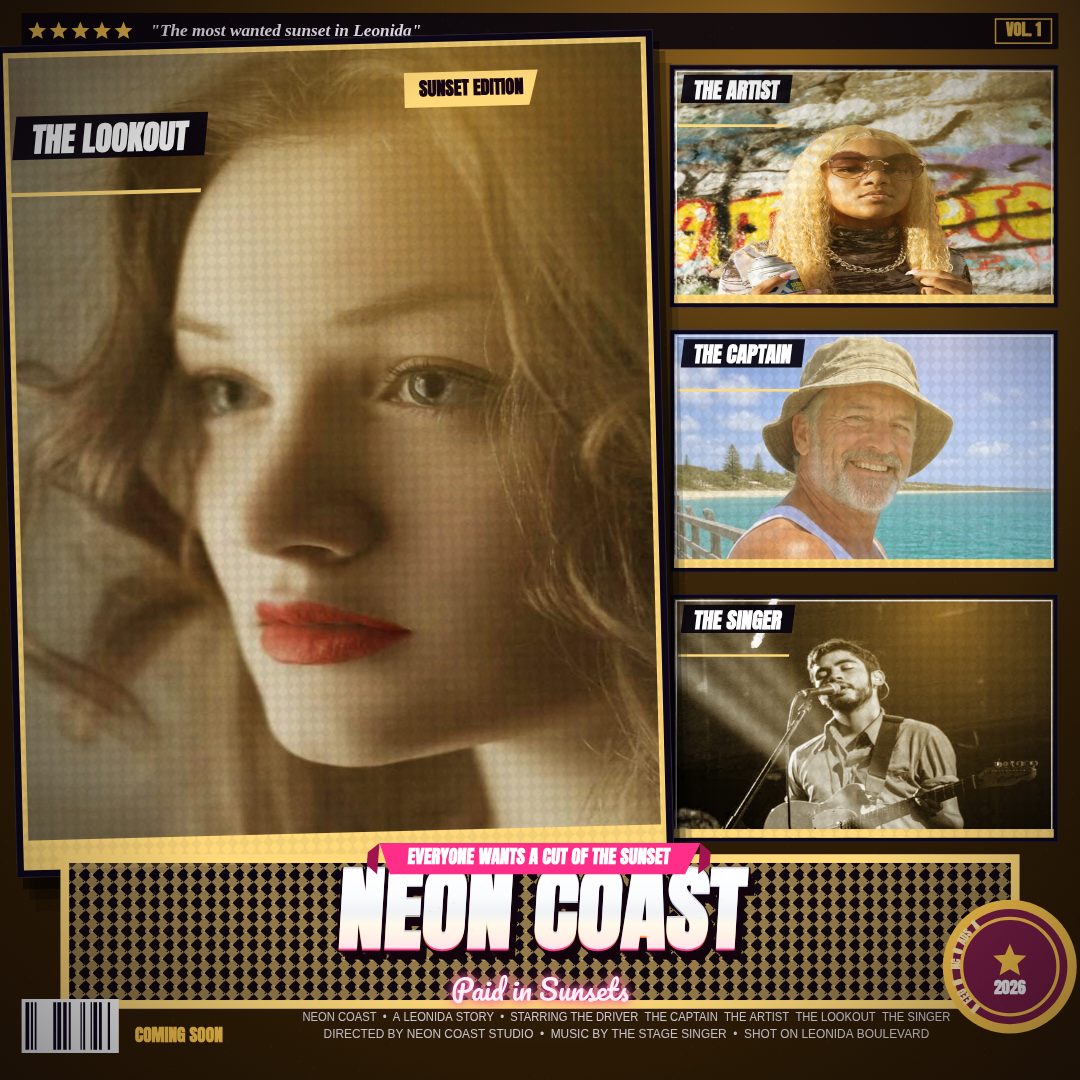 "The most wanted sunset in Leonida"
VOL. 1
SUNSET EDITION
THE LOOKOUT
THE ARTIST
THE CAPTAIN
THE SINGER
EVERYONE WANTS A CUT OF THE SUNSET
NEON COAST
Paid in Sunsets
2026
NEON COAST • A LEONIDA STORY • STARRING THE DRIVER THE CAPTAIN THE ARTIST THE LOOKOUT THE SINGER
COMING SOON
DIRECTED BY NEON COAST STUDIO • MUSIC BY THE STAGE SINGER • SHOT ON LEONIDA BOULEVARD